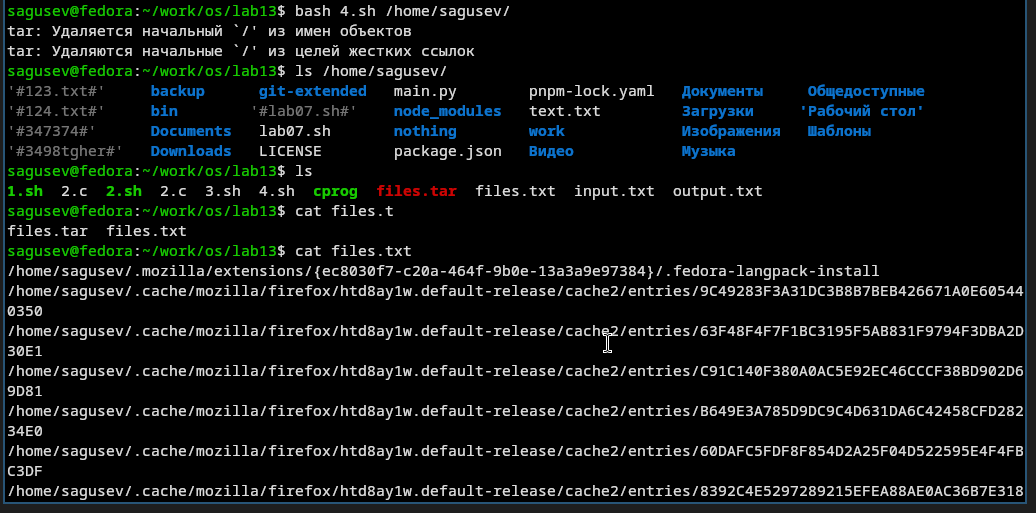 sagusev@fedora:~/work/os/lab13$ bash 4.sh /home/sagusev/
tar: Удаляется начальный `/' из имен объектов
tar: Удаляются начальные `/' из целей жестких ссылок
sagusev@fedora:~/work/os/lab13$ ls /home/sagusev/
'#123.txt#' backup git-extended main.py pnpm-lock.yaml Документы Общедоступные
'#124.txt#' bin '#lab07.sh#' node_modules text.txt Загрузки 'Рабочий стол'
'#347374#' Documents lab07.sh nothing work Изображения Шаблоны
'#3498tgher#' Downloads LICENSE package.json Видео Музыка
sagusev@fedora:~/work/os/lab13$ ls
1.sh 2.c 2.sh 2.с 3.sh 4.sh cprog files.tar files.txt input.txt output.txt
sagusev@fedora:~/work/os/lab13$ cat files.t
files.tar files.txt
sagusev@fedora:~/work/os/lab13$ cat files.txt
/home/sagusev/.mozilla/extensions/{ec8030f7-c20a-464f-9b0e-13a3a9e97384}/.fedora-langpack-install
/home/sagusev/.cache/mozilla/firefox/htd8ay1w.default-release/cache2/entries/9C49283F3A31DC3B8B7BEB426671A0E60544
0350
/home/sagusev/.cache/mozilla/firefox/htd8ay1w.default-release/cache2/entries/63F48F4F7F1BC3195F5AB831F9794F3DBA2D
30E1
/home/sagusev/.cache/mozilla/firefox/htd8ay1w.default-release/cache2/entries/C91C140F380A0AC5E92EC46CCCF38BD902D6
9D81
/home/sagusev/.cache/mozilla/firefox/htd8ay1w.default-release/cache2/entries/B649E3A785D9DC9C4D631DA6C42458CFD282
34E0
/home/sagusev/.cache/mozilla/firefox/htd8ay1w.default-release/cache2/entries/60DAFC5FDF8F854D2A25F04D522595E4F4FB
C3DF
/home/sagusev/.cache/mozilla/firefox/htd8ay1w.default-release/cache2/entries/8392C4E5297289215EFEA88AE0AC36B7E318